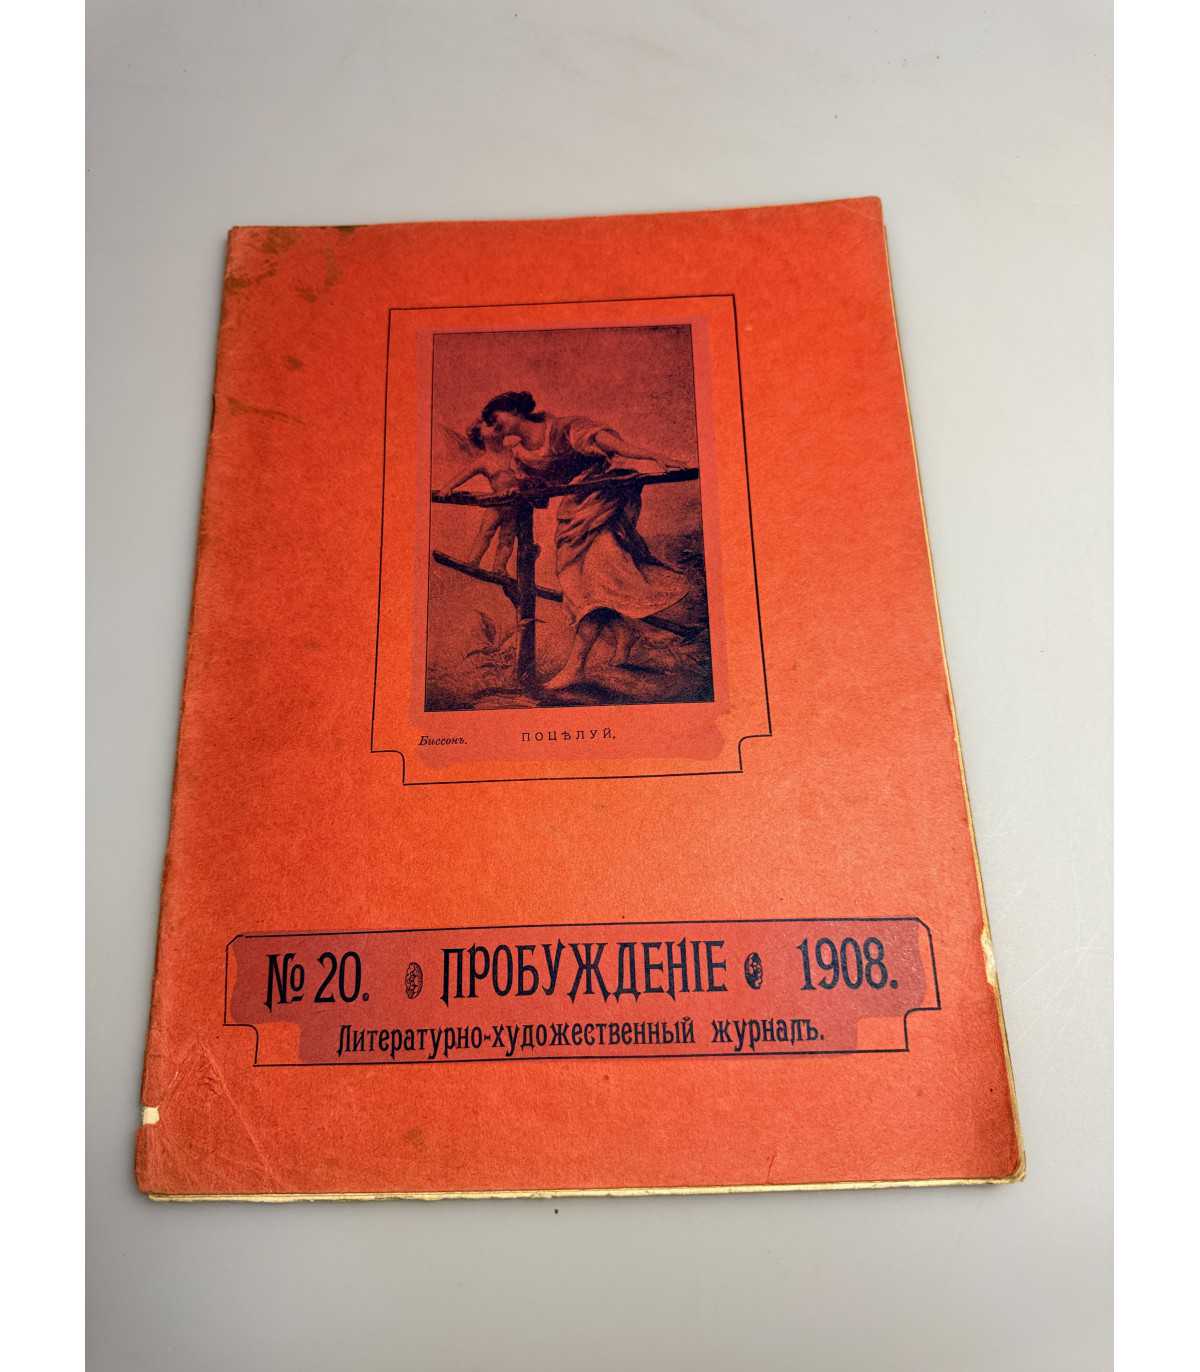 Биссонъ. ПОЦѢЛУЙ.
№ 20. ПРОБУЖДЕНІЕ 1908.
Литературно-художественный журналъ.